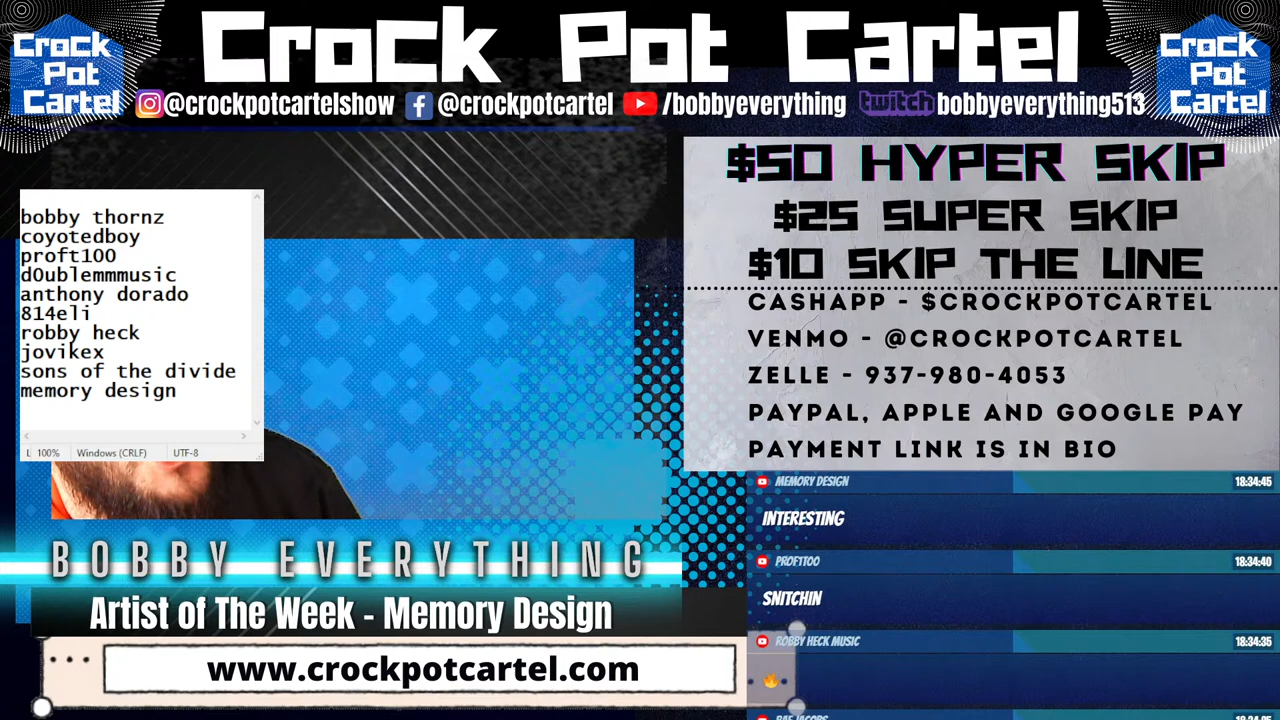 Crock Pot Cartel
Crock
Pot
Cartel
Crock
Pot
Cartel
@crockpotcartelshow @crockpotcartel /bobbyeverything twitch bobbyeverything513
$50 HYPER SKIP
$25 SUPER SKIP
$10 SKIP THE LINE
CASHAPP - $CROCKPOTCARTEL
VENMO - @CROCKPOTCARTEL
ZELLE - 937-980-4053
PAYPAL, APPLE AND GOOGLE PAY
PAYMENT LINK IS IN BIO
bobby thornz
coyotedboy
proft100
d0ublemmmusic
anthony dorado
814eli
robby heck
jovikex
sons of the divide
memory design
100% Windows (CRLF) UTF-8
MEMORY DESIGN 18:34:45
INTERESTING
PROFT100 18:34:40
SNITCHIN
ROBBY HECK MUSIC 18:34:35
BOBBY EVERYTHING
Artist of The Week - Memory Design
www.crockpotcartel.com